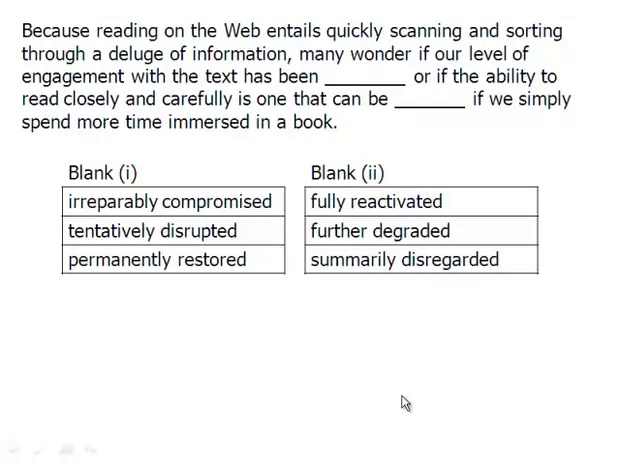 Because reading on the Web entails quickly scanning and sorting
through a deluge of information, many wonder if our level of
engagement with the text has been ________ or if the ability to
read closely and carefully is one that can be _______ if we simply
spend more time immersed in a book.
Blank (i) Blank (ii)
irreparably compromised fully reactivated
tentatively disrupted further degraded
permanently restored summarily disregarded